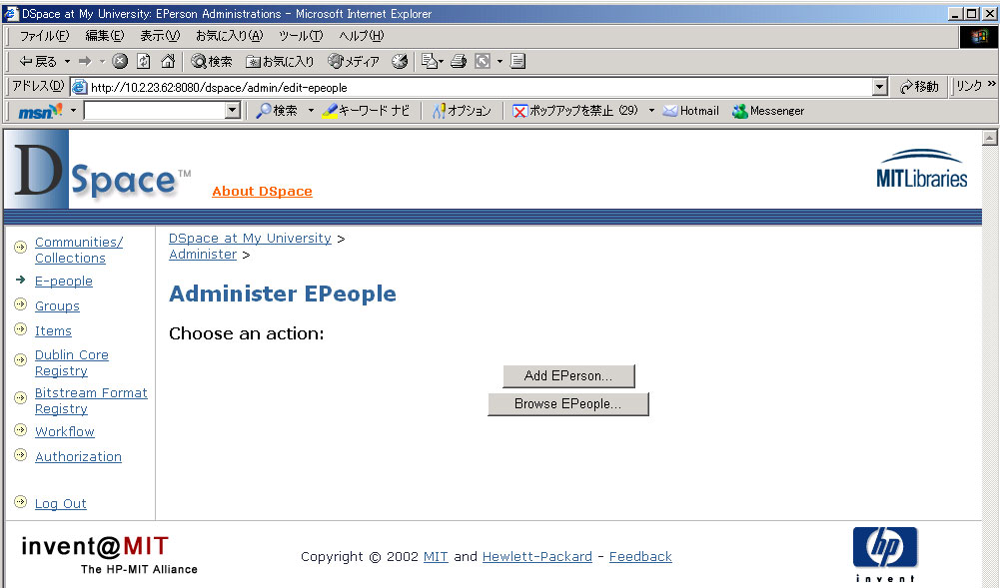 DSpace at My University: EPerson Administrations - Microsoft Internet Explorer
ファイル(F) 編集(E) 表示(V) お気に入り(A) ツール(T) ヘルプ(H)
戻る 検索 お気に入り メディア
アドレス(D) http://10.2.23.62:8080/dspace/admin/edit-epeople 移動 リンク »
msn 検索 キーワード ナビ オプション ポップアップを禁止 (29) Hotmail Messenger
DSpace™ About DSpace MITLibraries
DSpace at My University >
Administer >
Communities/
Collections
E-people
Groups
Items
Dublin Core
Registry
Bitstream Format
Registry
Workflow
Authorization
Log Out
Administer EPeople
Choose an action:
Add EPerson...
Browse EPeople...
invent@MIT
The HP-MIT Alliance
Copyright © 2002 MIT and Hewlett-Packard - Feedback
hp
invent